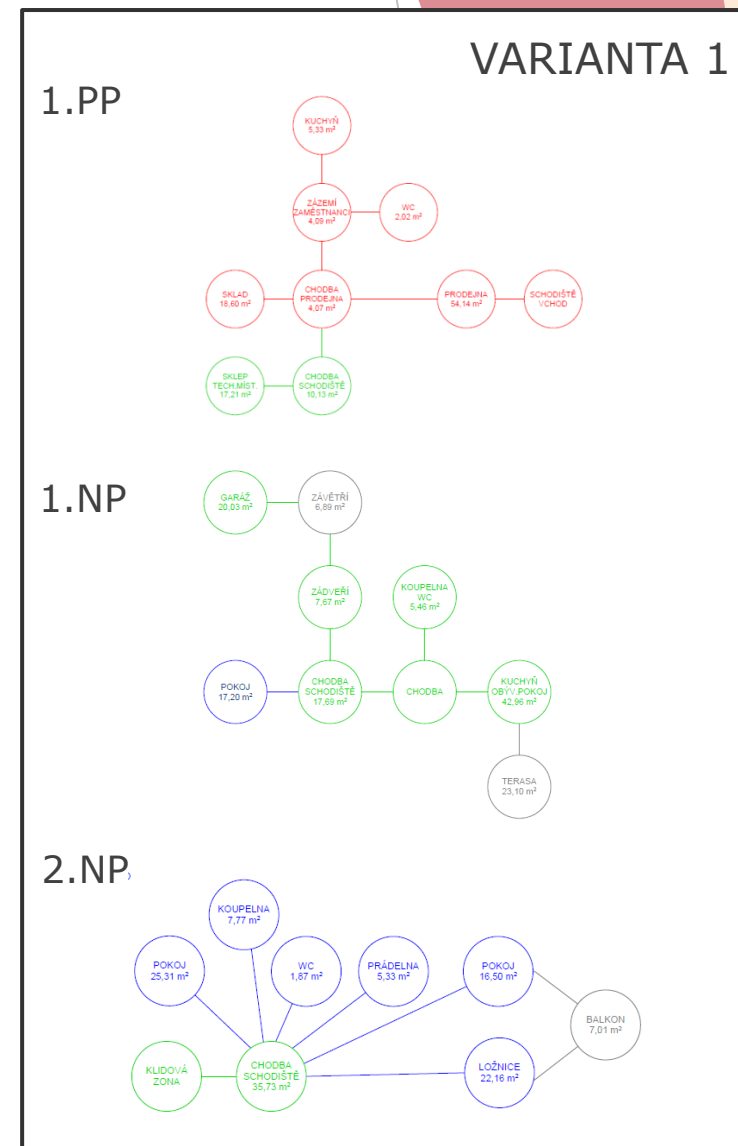 VARIANTA 1
1.PP
KUCHYŇ
5,33 m²
ZÁZEMÍ
ZAMĚSTNANCI
4,09 m²
WC
2,02 m²
SKLAD
18,60 m²
CHODBA
PRODEJNA
4,07 m²
PRODEJNA
54,14 m²
SCHODIŠTĚ
VCHOD
SKLEP
TECH.MÍST.
17,21 m²
CHODBA
SCHODIŠTĚ
10,13 m²
1.NP
GARÁŽ
20,03 m²
ZÁVĚTŘÍ
6,89 m²
ZÁDVEŘÍ
7,67 m²
KOUPELNA
WC
5,46 m²
POKOJ
17,20 m²
CHODBA
SCHODIŠTĚ
17,69 m²
CHODBA
KUCHYŇ
OBÝV.POKOJ
42,96 m²
TERASA
23,10 m²
2.NP
KOUPELNA
7,77 m²
POKOJ
25,31 m²
WC
1,87 m²
PRÁDELNA
5,33 m²
POKOJ
16,50 m²
BALKON
7,01 m²
KLIDOVÁ
ZONA
CHODBA
SCHODIŠTĚ
35,73 m²
LOŽNICE
22,16 m²